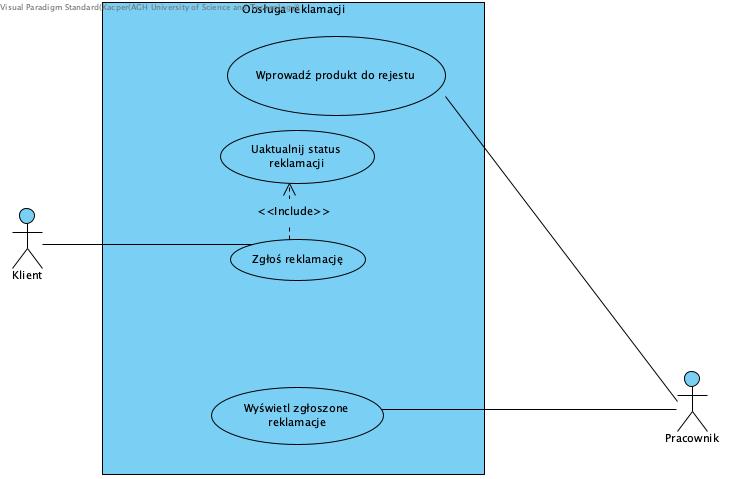 Visual Paradigm Standard(Kacper(AGH University of Science and
Obsługa reklamacji
Wprowadź produkt do rejestu
Uaktualnij status
reklamacji
<<Include>>
Zgłoś reklamację
Klient
Wyświetl zgłoszone
reklamacje
Pracownik